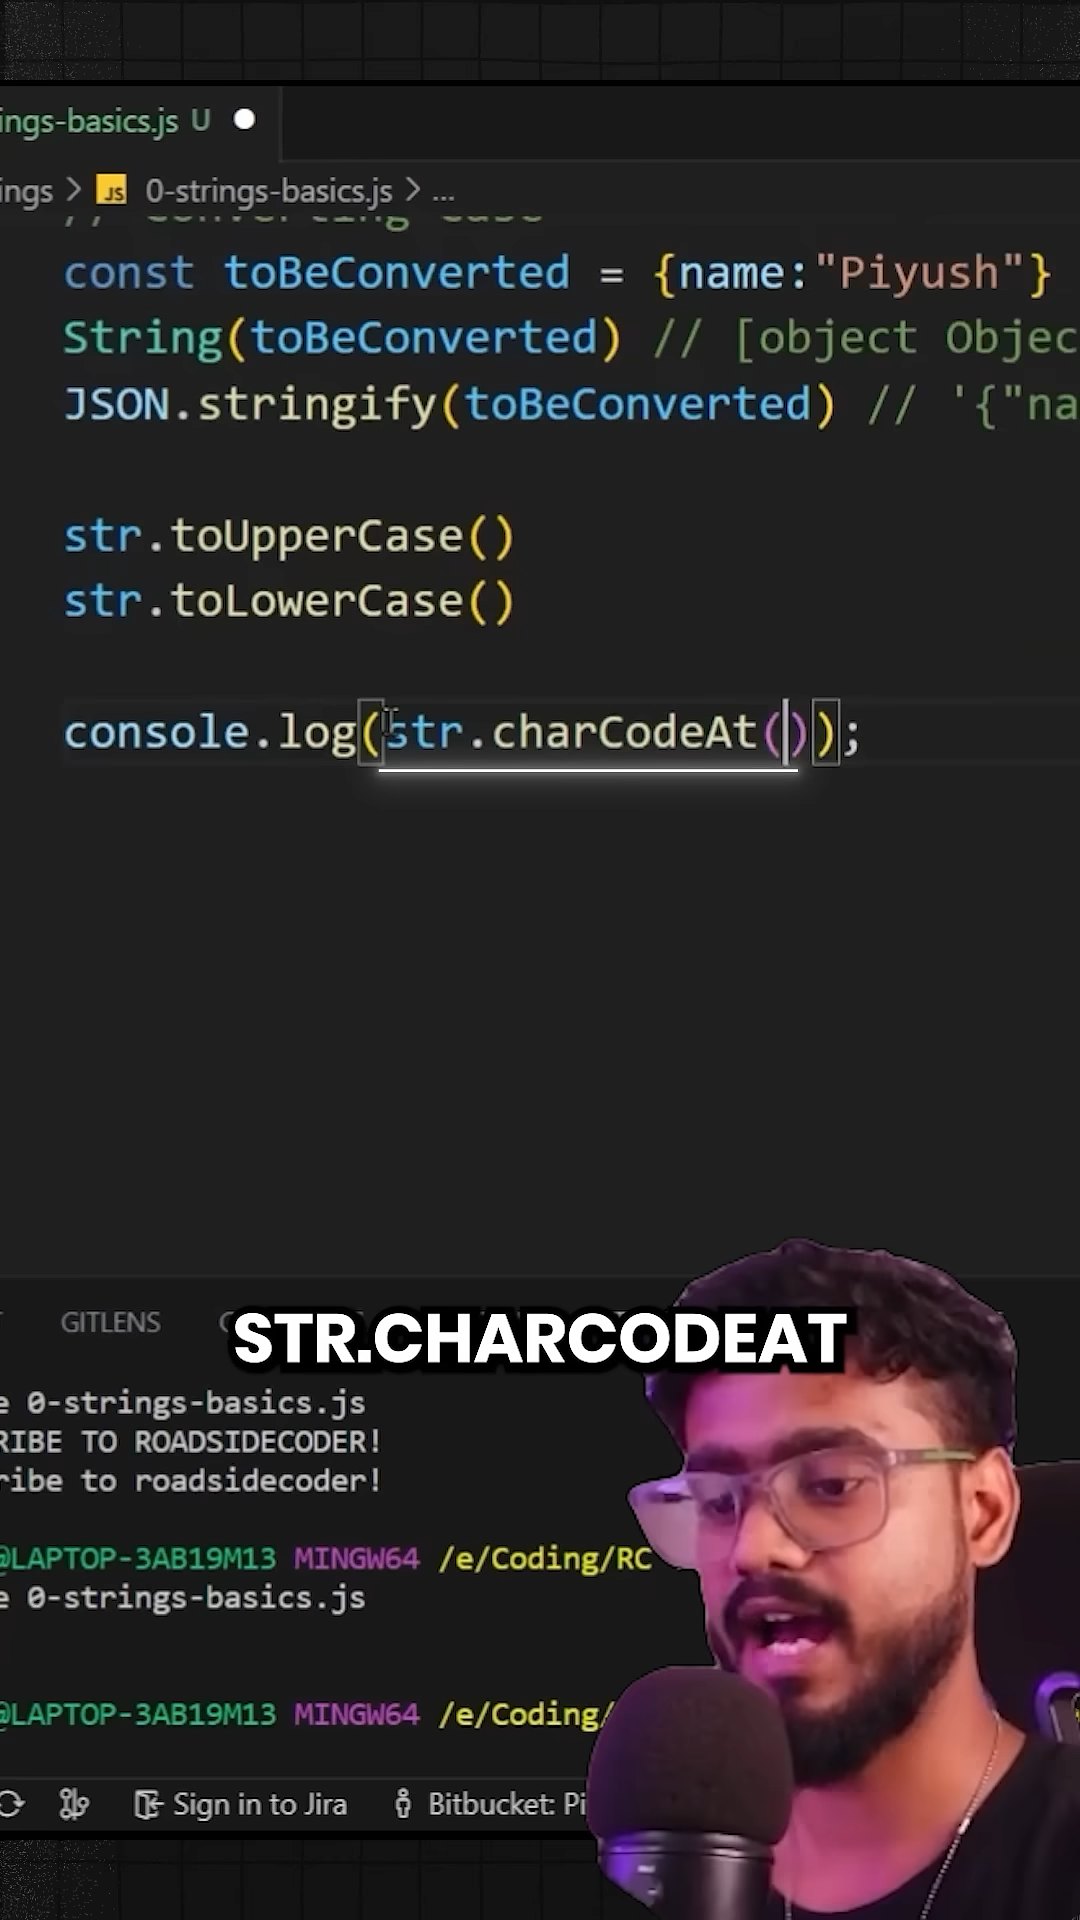 ings-basics.js U
ings > JS 0-strings-basics.js > ...
// Converting Case
const toBeConverted = {name:"Piyush"}
String(toBeConverted) // [object Objec
JSON.stringify(toBeConverted) // '{"na
str.toUpperCase()
str.toLowerCase()
console.log(str.charCodeAt());
GITLENS
STR.CHARCODEAT
e 0-strings-basics.js
RIBE TO ROADSIDECODER!
ribe to roadsidecoder!
@LAPTOP-3AB19M13 MINGW64 /e/Coding/RC
e 0-strings-basics.js
@LAPTOP-3AB19M13 MINGW64 /e/Coding/
Sign in to Jira Bitbucket: Pi